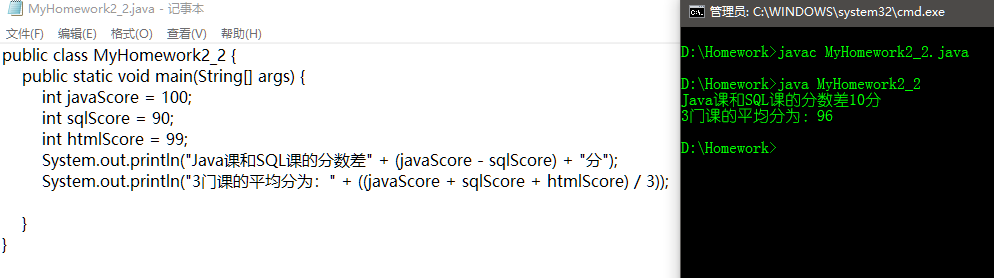 MyHomework2_2.java - 记事本
文件(F) 编辑(E) 格式(O) 查看(V) 帮助(H)
public class MyHomework2_2 {
public static void main(String[] args) {
int javaScore = 100;
int sqlScore = 90;
int htmlScore = 99;
System.out.println("Java课和SQL课的分数差" + (javaScore - sqlScore) + "分");
System.out.println("3门课的平均分为：" + ((javaScore + sqlScore + htmlScore) / 3));
}
}
管理员: C:\WINDOWS\system32\cmd.exe
D:\Homework>javac MyHomework2_2.java
D:\Homework>java MyHomework2_2
Java课和SQL课的分数差10分
3门课的平均分为：96
D:\Homework>